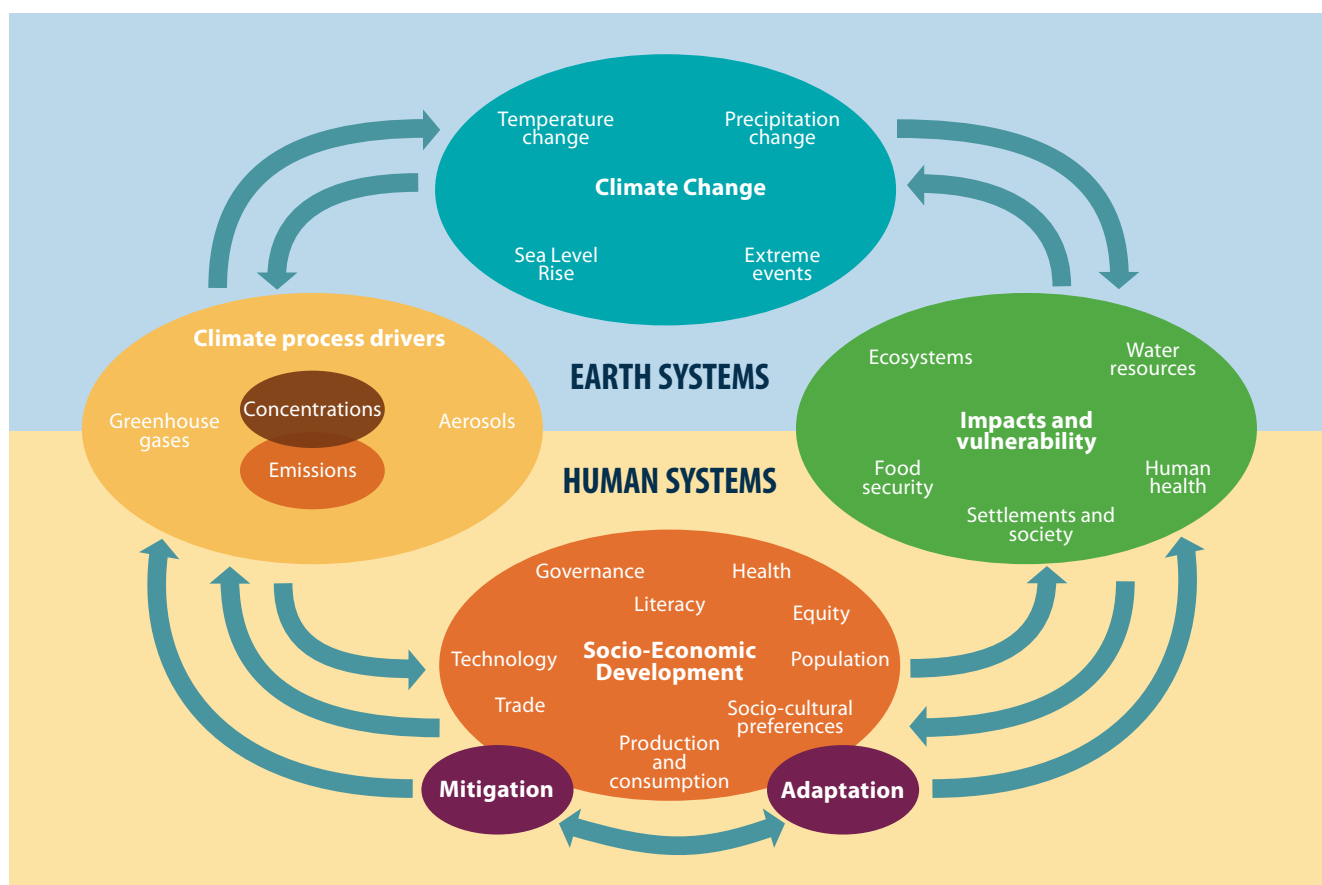 Temperature
change
Precipitation
change
Climate Change
Sea Level
Rise
Extreme
events
Climate process drivers
Greenhouse
gases
Concentrations
Emissions
Aerosols
EARTH SYSTEMS
HUMAN SYSTEMS
Ecosystems
Water
resources
Impacts and
vulnerability
Food
security
Human
health
Settlements and
society
Governance
Health
Literacy
Equity
Technology
Socio-Economic
Development
Population
Trade
Socio-cultural
preferences
Production
and
consumption
Mitigation
Adaptation